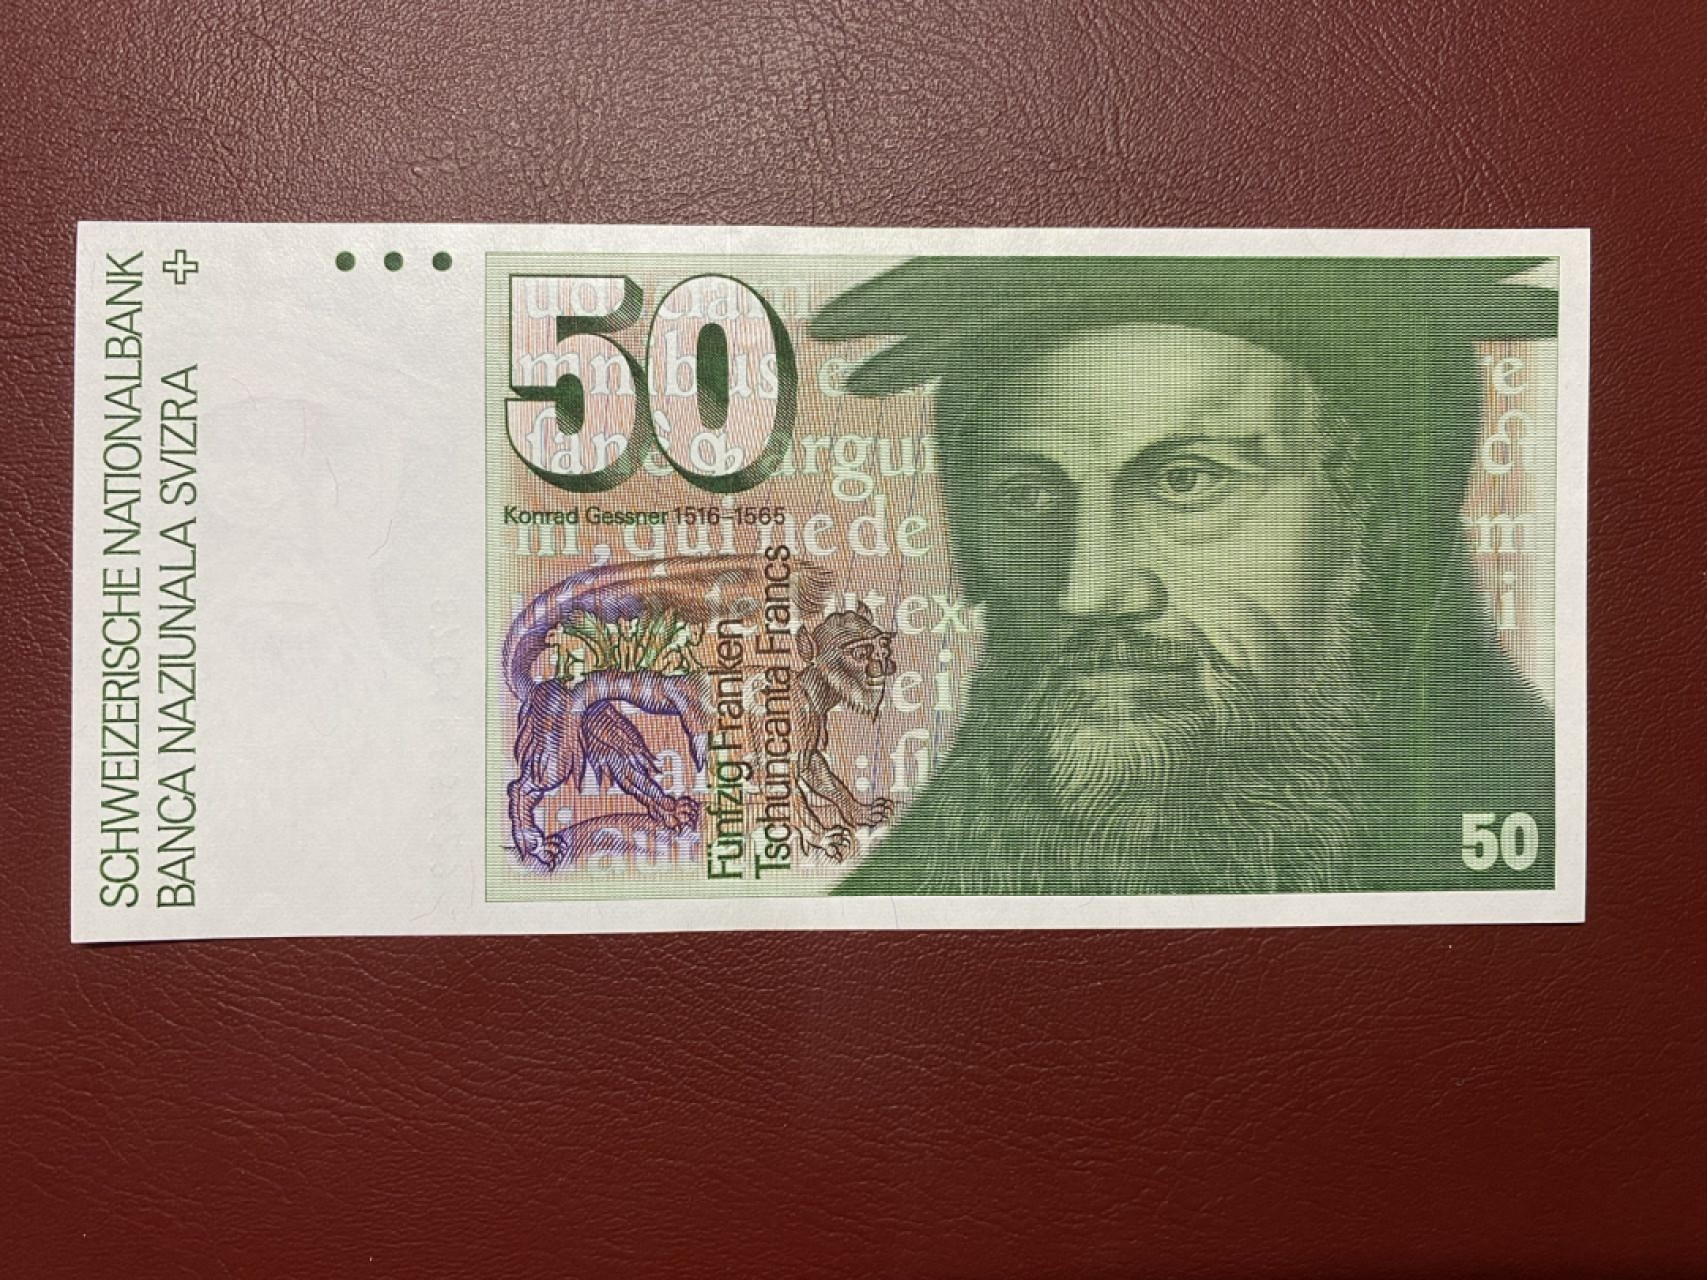 SCHWEIZERISCHE NATIONALBANK
BANCA NAZIUNALA SVIZRA
50
Konrad Gessner 1516–1565
Fünfzig Franken
Tschuncanta Francs
50